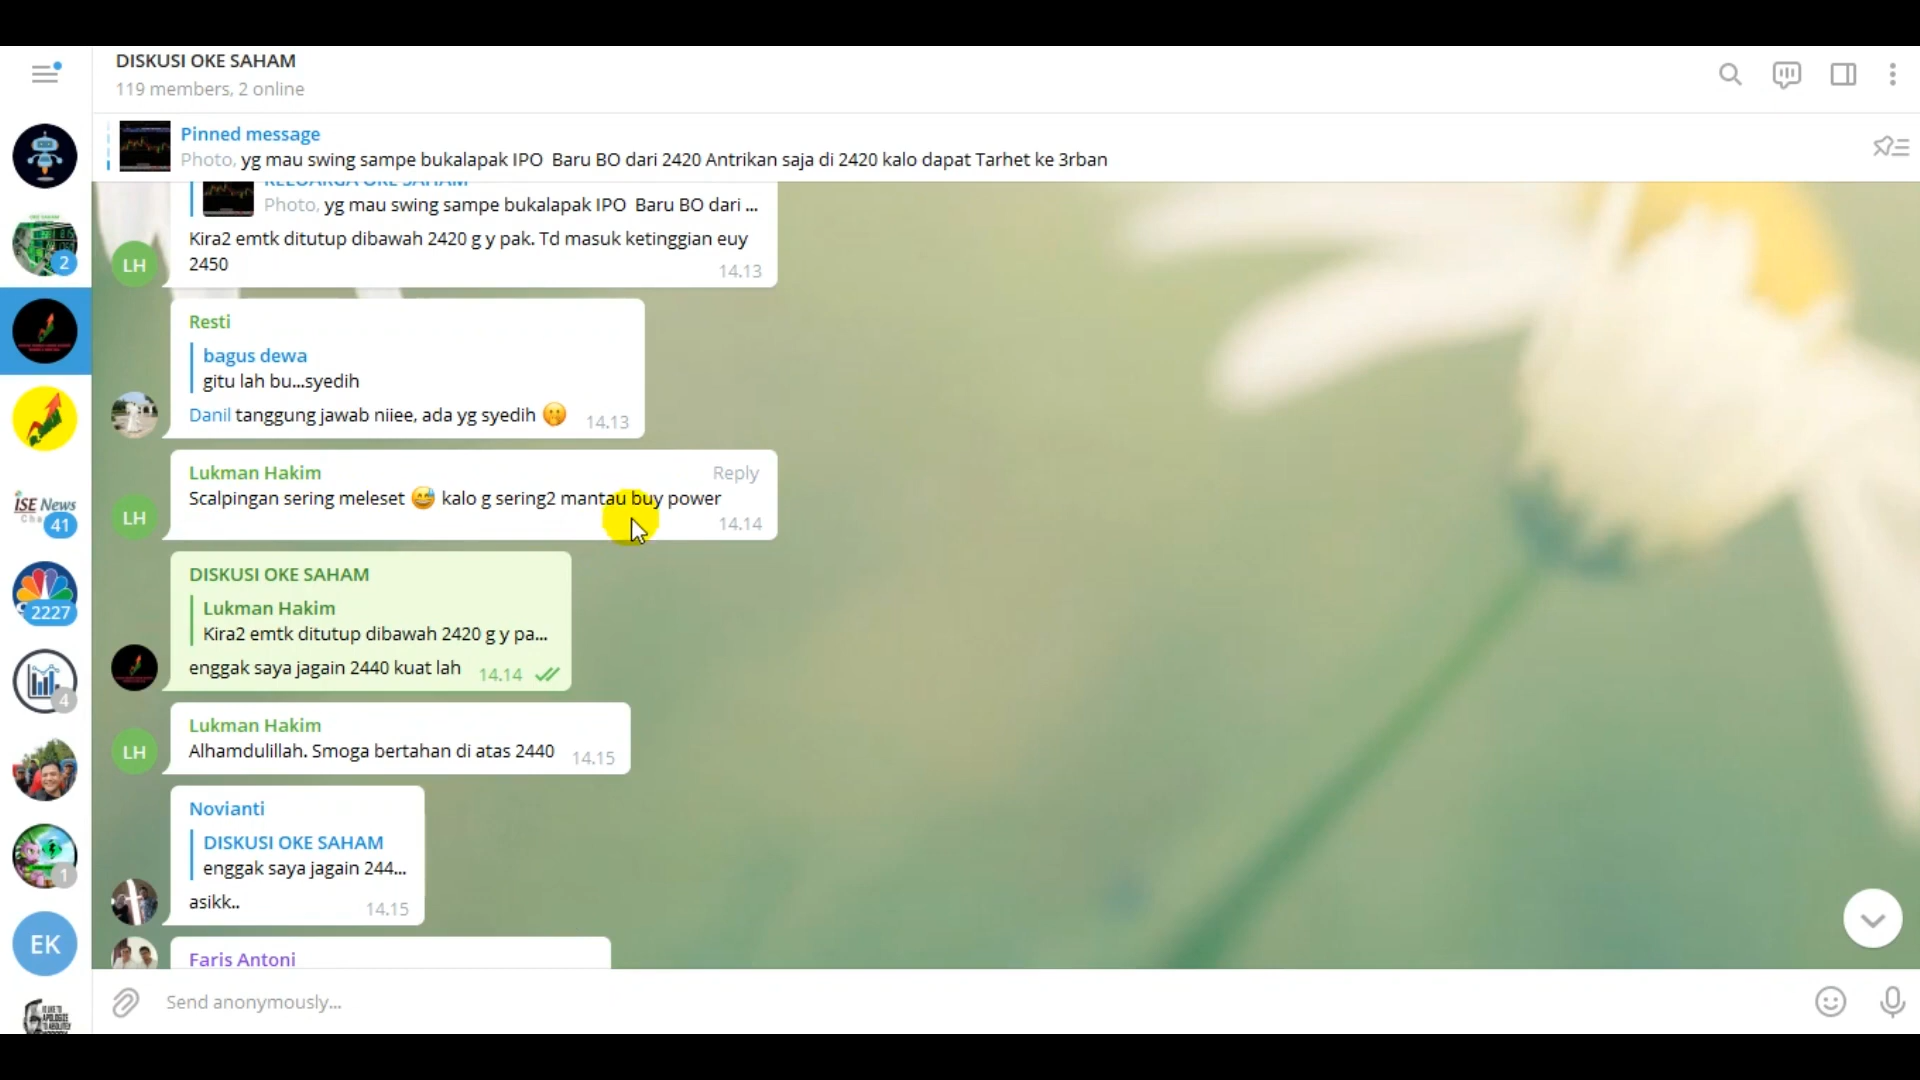 DISKUSI OKE SAHAM
119 members, 2 online
Pinned message
Photo, yg mau swing sampe bukalapak IPO Baru BO dari 2420 Antrikan saja di 2420 kalo dapat Tarhet ke 3rban
KELUARGA OKE SAHAM
Photo, yg mau swing sampe bukalapak IPO Baru BO dari ...
Kira2 emtk ditutup dibawah 2420 g y pak. Td masuk ketinggian euy
2450
14.13
LH
Resti
bagus dewa
gitu lah bu...syedih
Danil tanggung jawab niiee, ada yg syedih
14.13
Lukman Hakim
Reply
Scalpingan sering meleset 😅 kalo g sering2 mantau buy power
14.14
LH
DISKUSI OKE SAHAM
Lukman Hakim
Kira2 emtk ditutup dibawah 2420 g y pa...
enggak saya jagain 2440 kuat lah
14.14
Lukman Hakim
Alhamdulillah. Smoga bertahan di atas 2440
14.15
LH
Novianti
DISKUSI OKE SAHAM
enggak saya jagain 244...
asikk..
14.15
Faris Antoni
Send anonymously...
2
ISE News
41
2227
4
1
EK